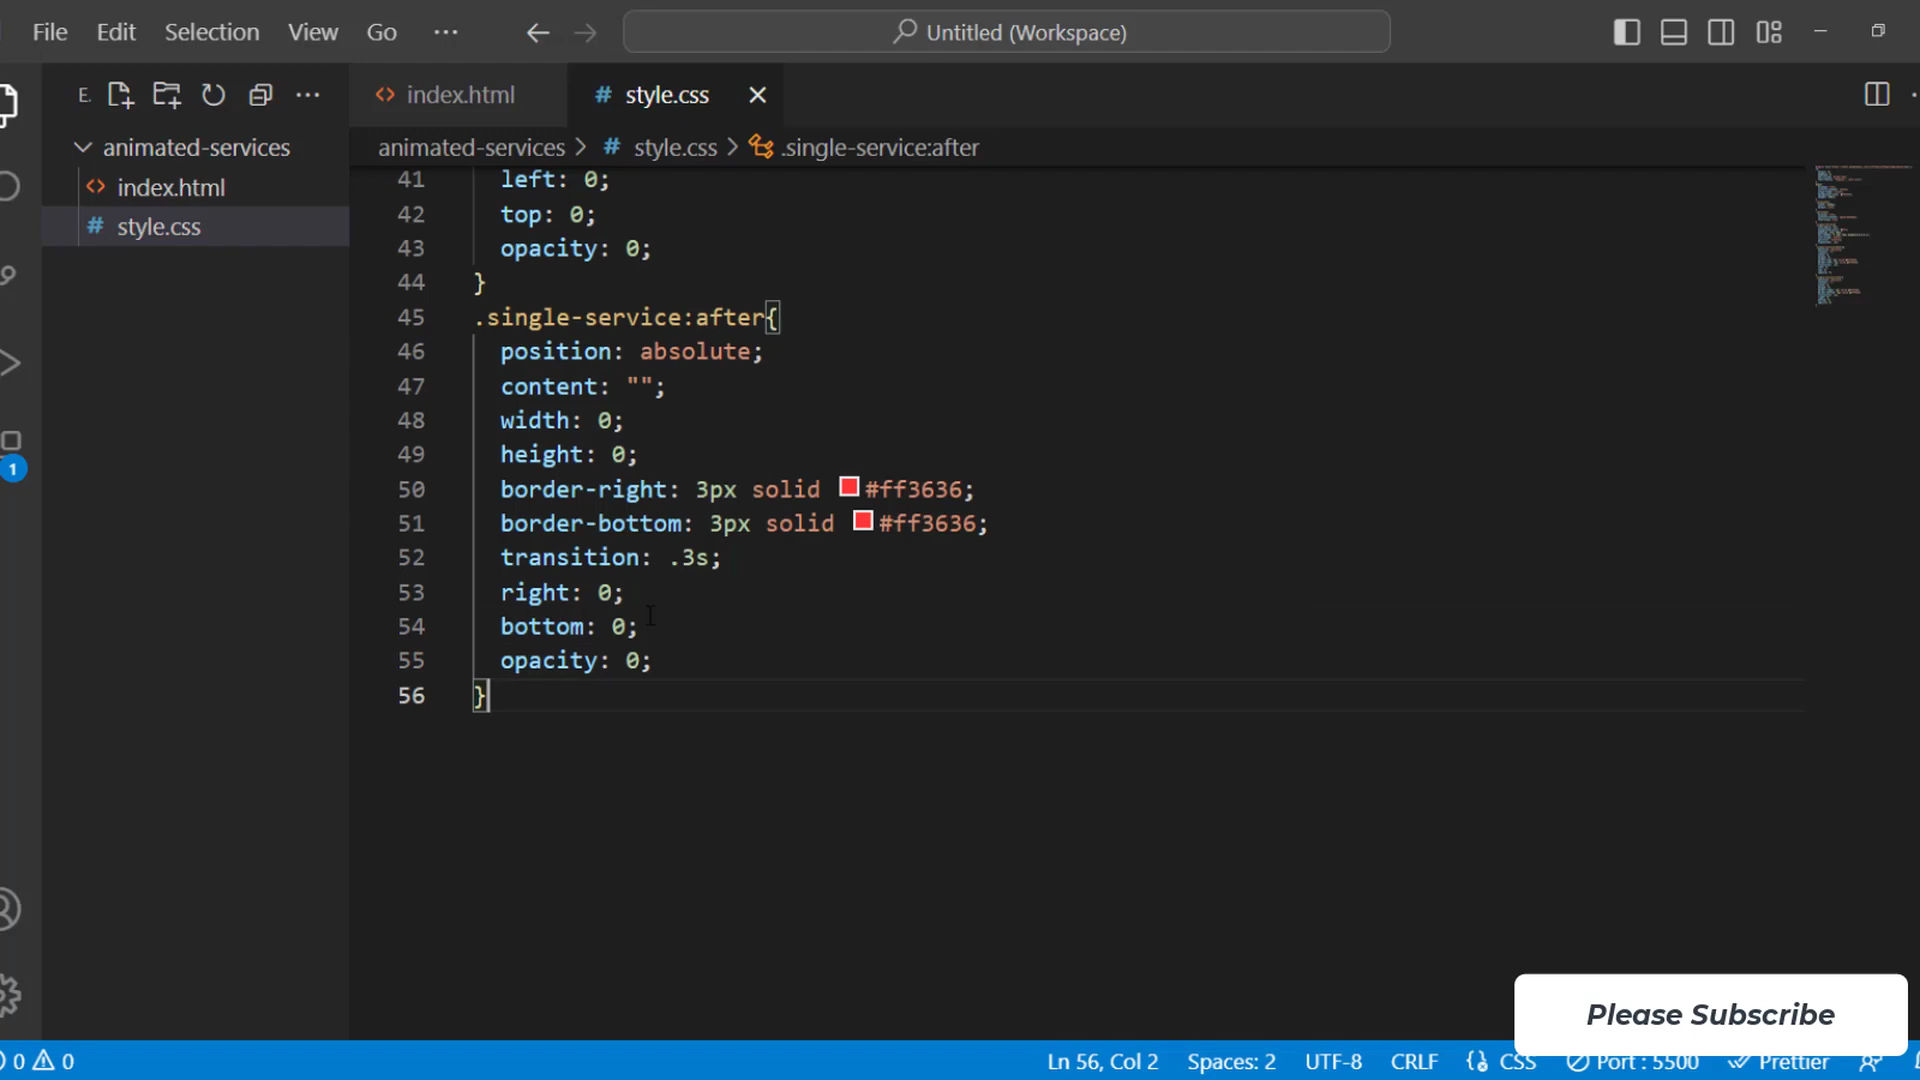 File Edit Selection View Go ··· Untitled (Workspace)
E. ··· <> index.html # style.css
animated-services animated-services > # style.css > .single-service:after
<> index.html
# style.css
41 left: 0;
42 top: 0;
43 opacity: 0;
44 }
45 .single-service:after{
46 position: absolute;
47 content: "";
48 width: 0;
49 height: 0;
50 border-right: 3px solid #ff3636;
51 border-bottom: 3px solid #ff3636;
52 transition: .3s;
53 right: 0;
54 bottom: 0;
55 opacity: 0;
56 }
1
Please Subscribe
0 0 Ln 56, Col 2 Spaces: 2 UTF-8 CRLF CSS Port : 5500 Prettier